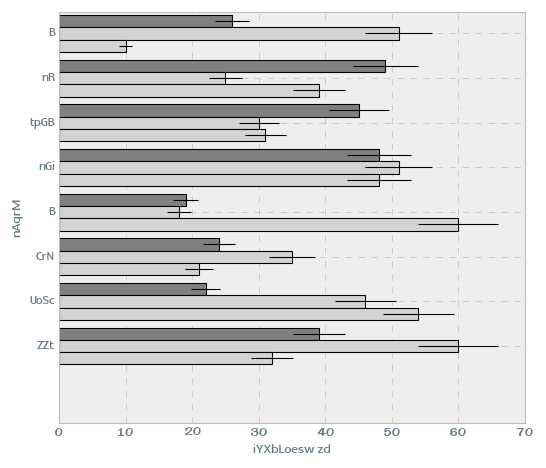 B
nR
tpGB
nGi
B
CrN
UoSc
ZZt
nAqrM
0 10 20 30 40 50 60 70
iYXbLoesw zd